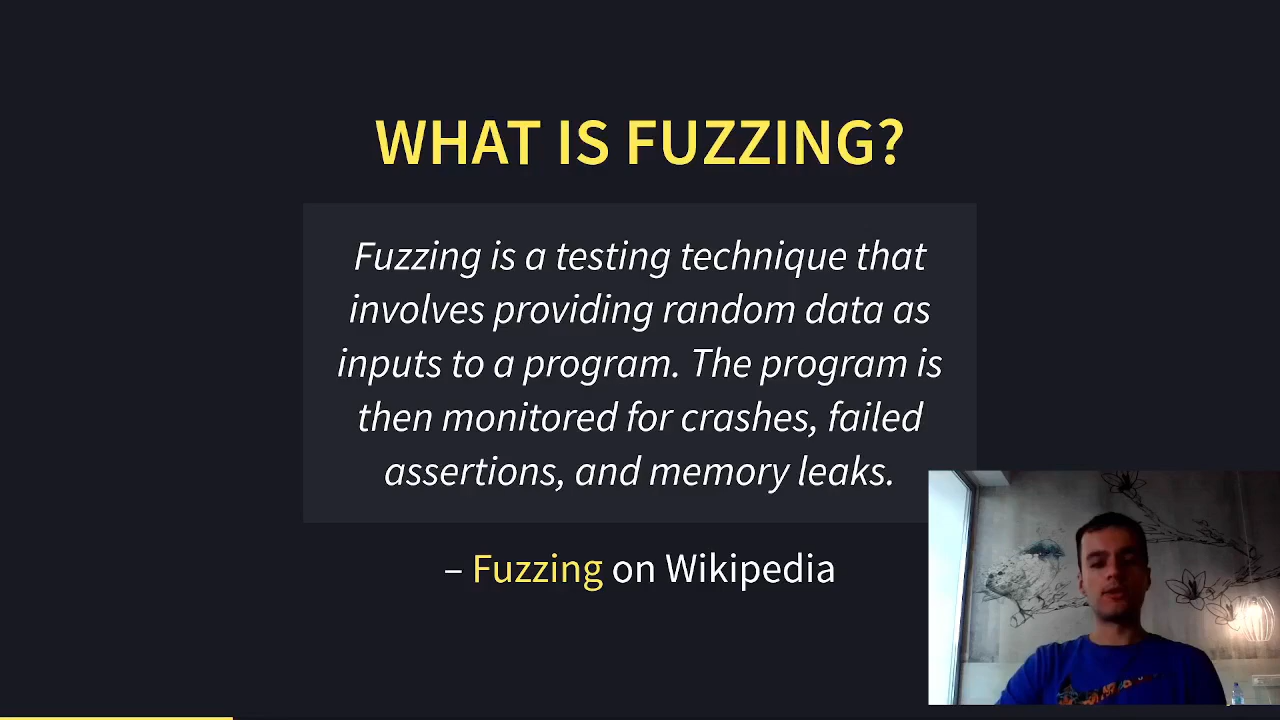 WHAT IS FUZZING?
Fuzzing is a testing technique that
involves providing random data as
inputs to a program. The program is
then monitored for crashes, failed
assertions, and memory leaks.
– Fuzzing on Wikipedia